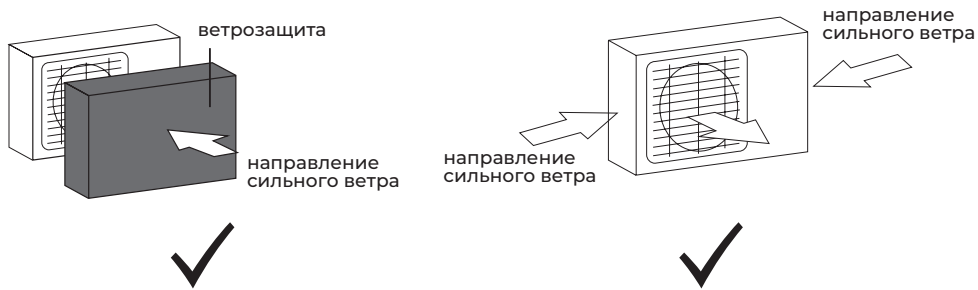 ветрозащита
направление
сильного ветра
направление
сильного ветра
направление
сильного ветра